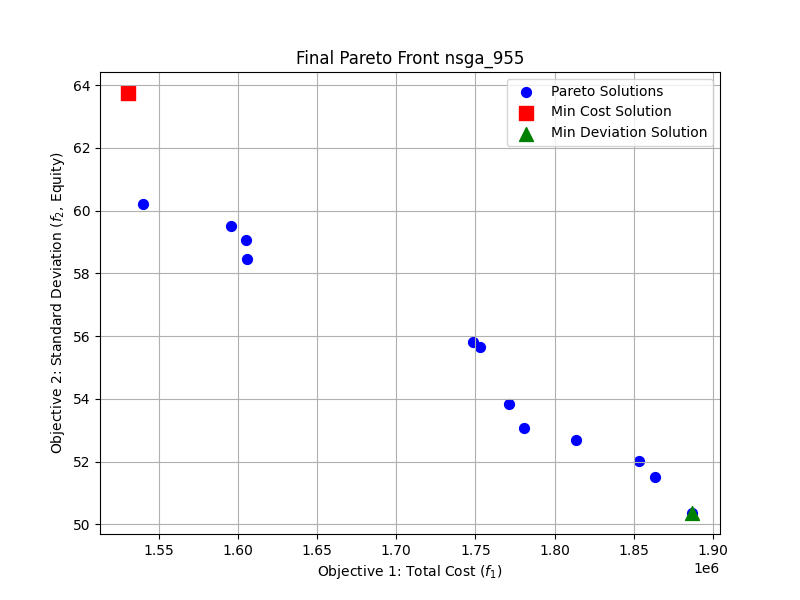 Final Pareto Front nsga_955
Pareto Solutions
Min Cost Solution
Min Deviation Solution
Objective 2: Standard Deviation (f₂, Equity)
64
62
60
58
56
54
52
50
1.55 1.60 1.65 1.70 1.75 1.80 1.85 1.90
1e6
Objective 1: Total Cost (f₁)